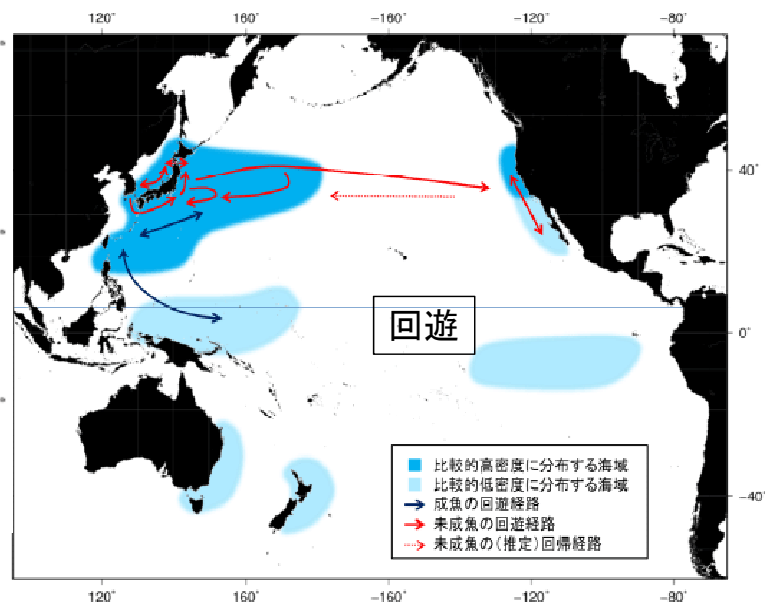 120° 160° −160° −120° −80°
40°
0°
−40°
回遊
比較的高密度に分布する海域
比較的低密度に分布する海域
成魚の回遊経路
未成魚の回遊経路
未成魚の(推定)回帰経路
120° 160° −160° −120° −80°